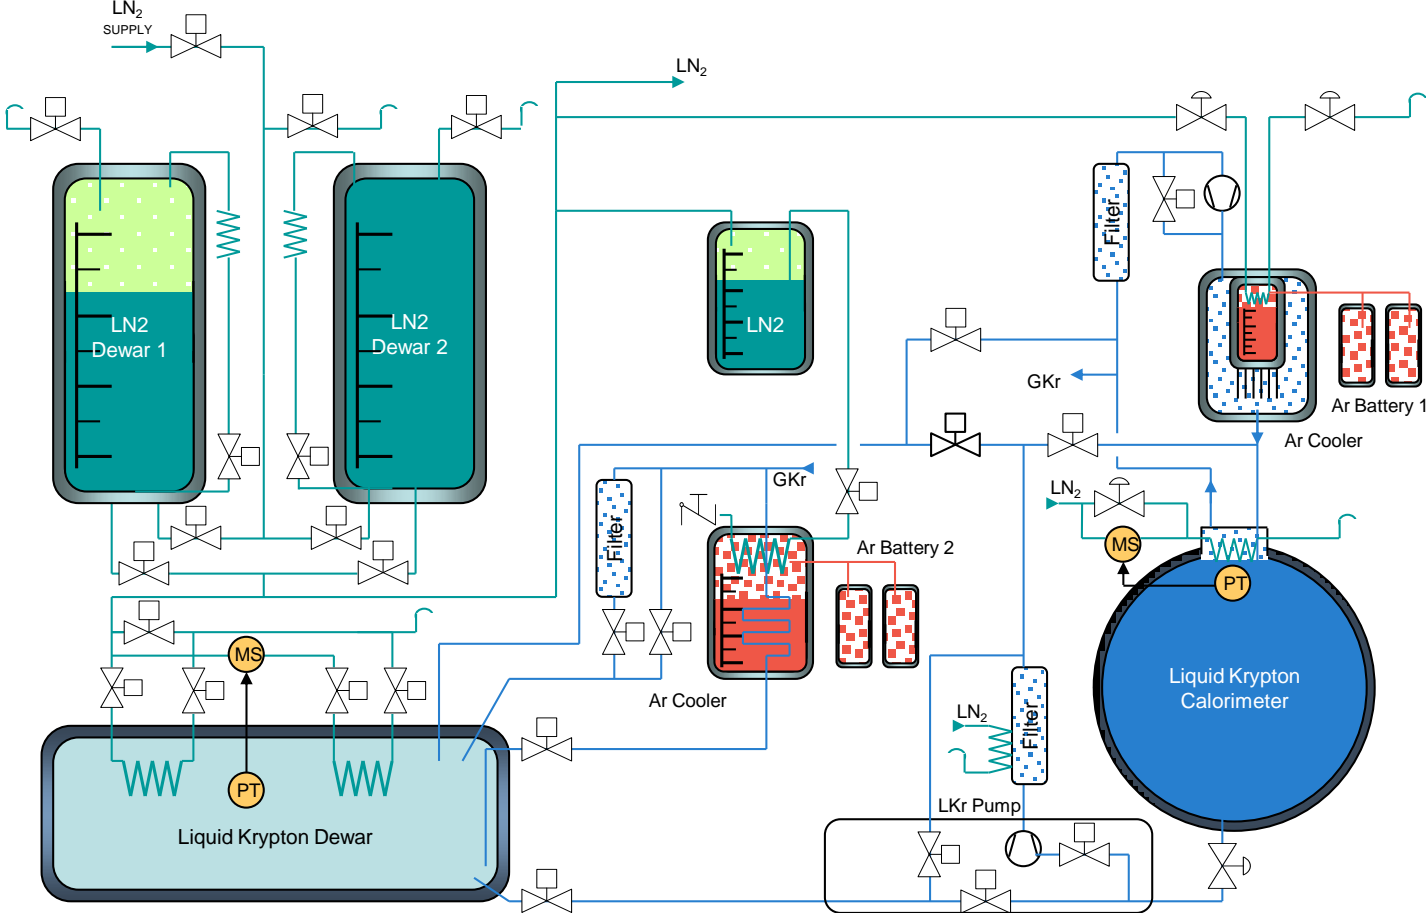 LN2
SUPPLY
LN2
Filter
LN2
Dewar 1
LN2
Dewar 2
LN2
GKr
Ar Battery 1
Ar Cooler
GKr
LN2
Filter
Ar Battery 2
MS
PT
MS
Ar Cooler
Liquid Krypton
Calorimeter
LN2
Filter
PT
LKr Pump
Liquid Krypton Dewar